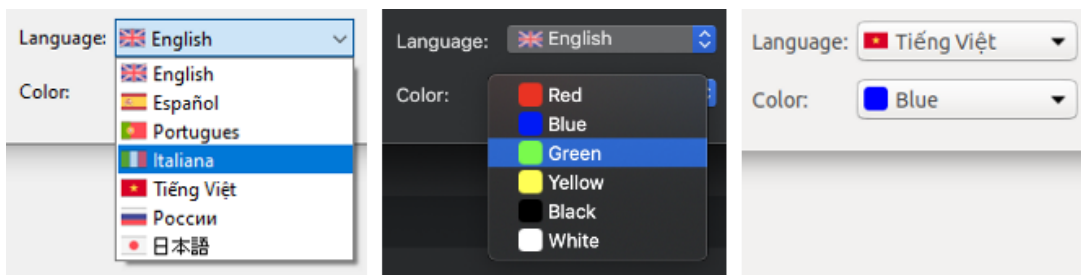 Language: English
English
Español
Portugues
Italiana
Tiếng Việt
России
日本語
Color:
Language: English
Color:
Red
Blue
Green
Yellow
Black
White
Language: Tiếng Việt
Color: Blue